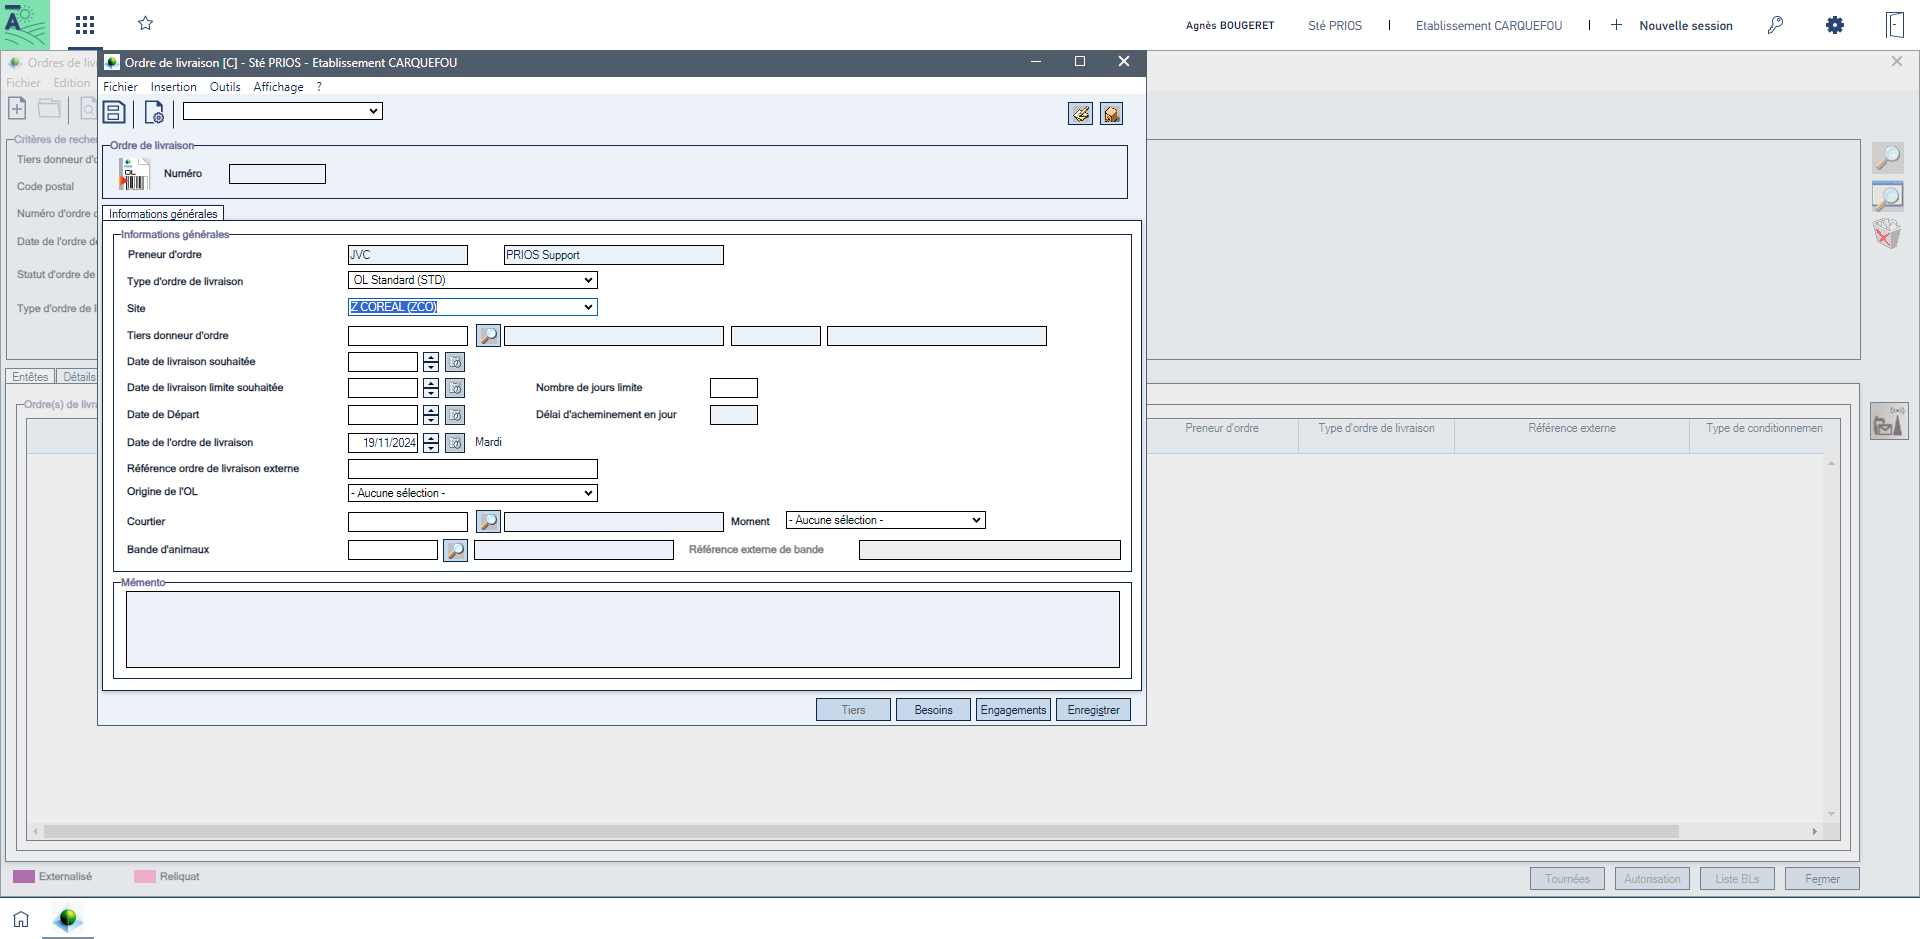 Agnès BOUGERET
Sté PRIOS
Etablissement CARQUEFOU
Nouvelle session
Ordres de liv
Fichier Edition
Ordre de livraison [C] - Sté PRIOS - Etablissement CARQUEFOU
Fichier Insertion Outils Affichage ?
Critères de recher
Tiers donneur d'o
Code postal
Numéro d'ordre d
Date de l'ordre de
Statut d'ordre de
Type d'ordre de l
Ordre de livraison
OL
Numéro
Informations générales
Informations générales
Preneur d'ordre JVC PRIOS Support
Type d'ordre de livraison OL Standard (STD)
Site Z COREAL (ZCO)
Tiers donneur d'ordre
Date de livraison souhaitée
Date de livraison limite souhaitée Nombre de jours limite
Date de Départ Délai d'acheminement en jour
Date de l'ordre de livraison 19/11/2024 Mardi
Référence ordre de livraison externe
Origine de l'OL - Aucune sélection -
Courtier Moment - Aucune sélection -
Bande d'animaux Référence externe de bande
Mémento
Tiers Besoins Engagements Enregistrer
Entêtes Détails
Ordre(s) de livra
Preneur d'ordre Type d'ordre de livraison Référence externe Type de conditionnemen
Externalisé Reliquat
Tournées Autorisation Liste BLs Fermer